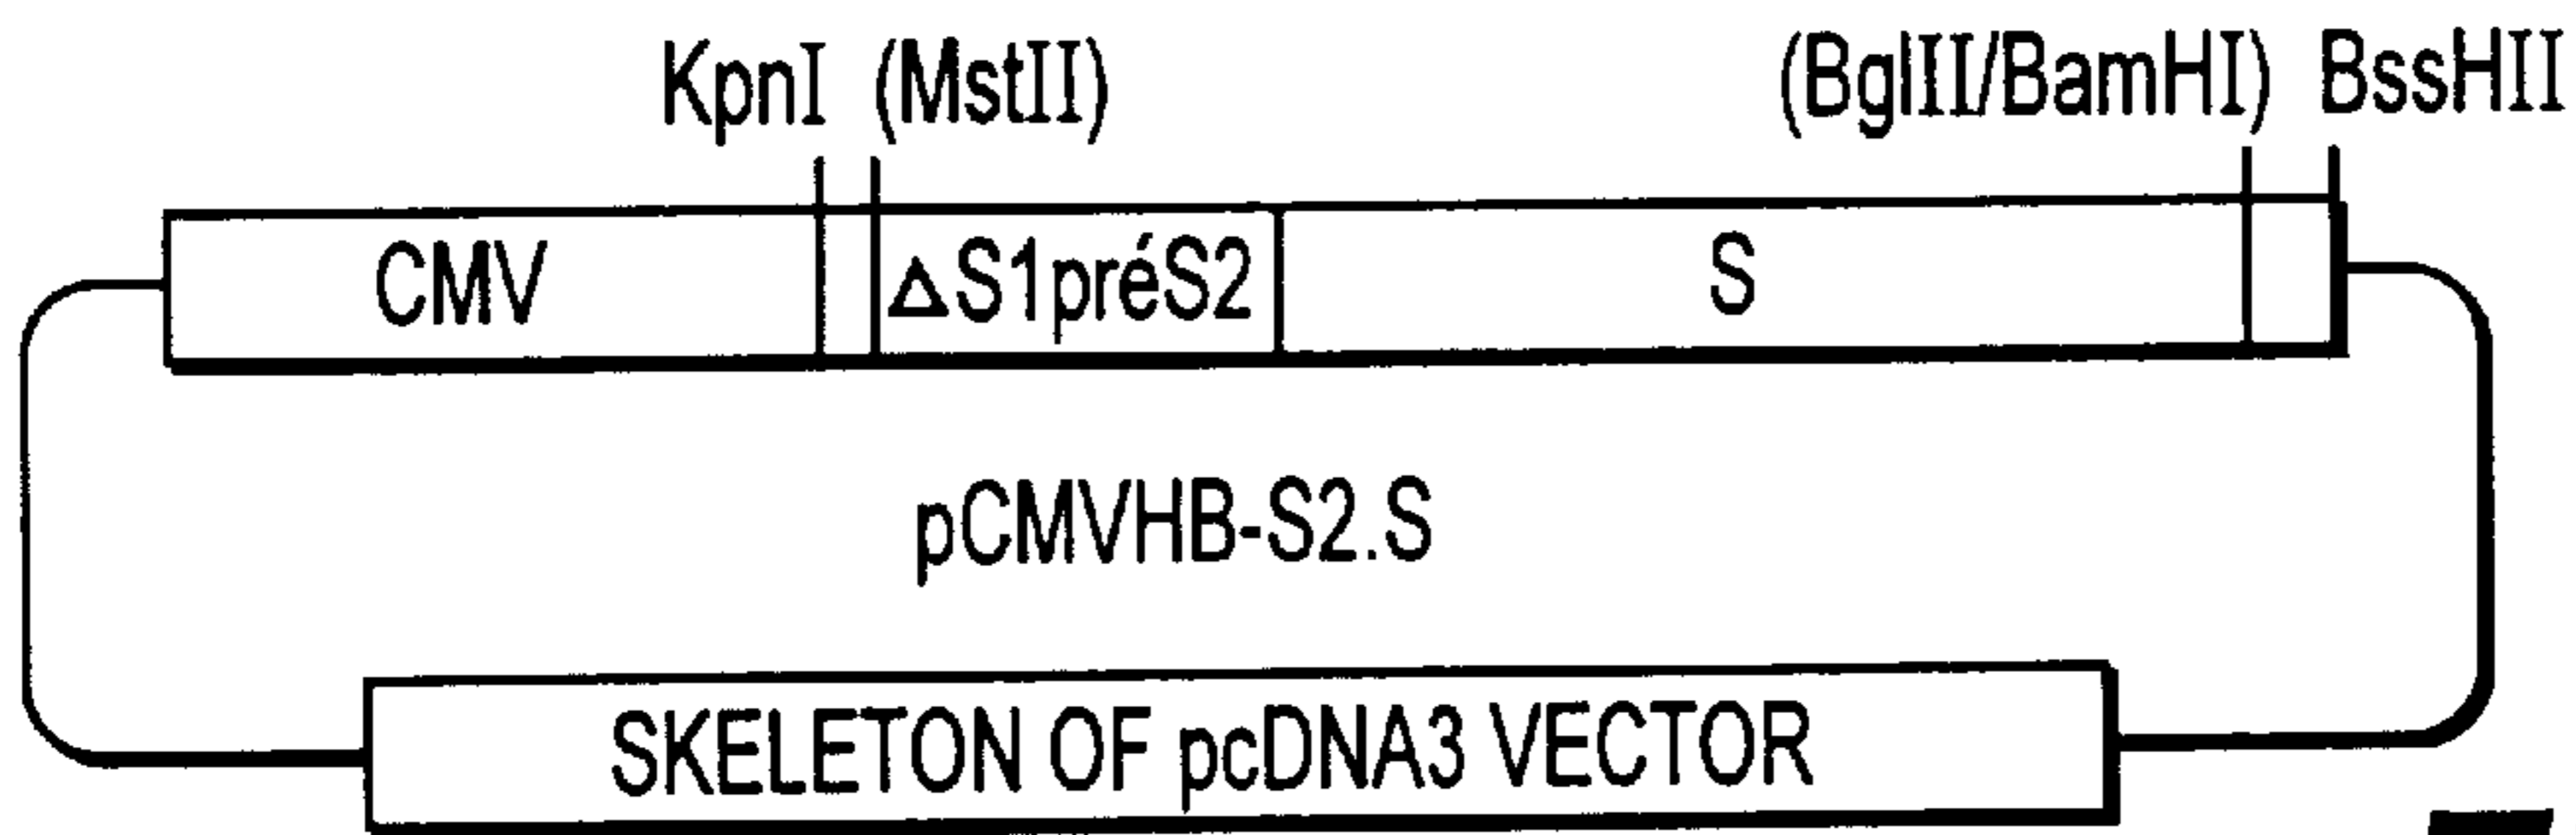 KpnI (MstII) (BglII/BamHI) BssHII
CMV ΔS1préS2 S
pCMVHB-S2.S
SKELETON OF pcDNA3 VECTOR